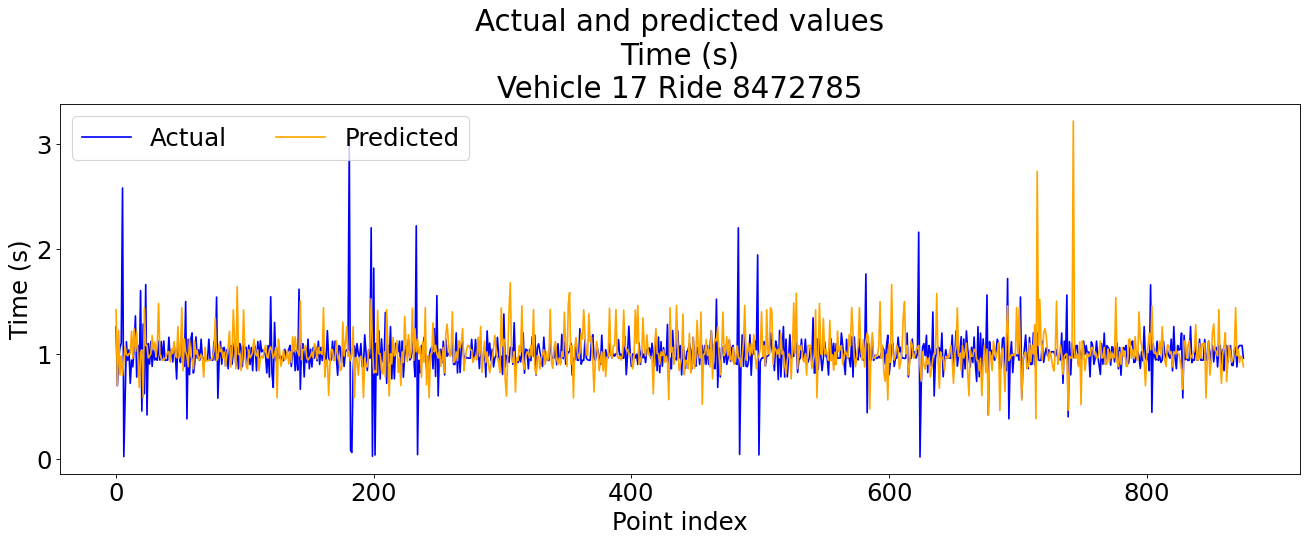 Actual and predicted values
Time (s)
Vehicle 17 Ride 8472785
Actual Predicted
Time (s)
3
2
1
0
0 200 400 600 800
Point index